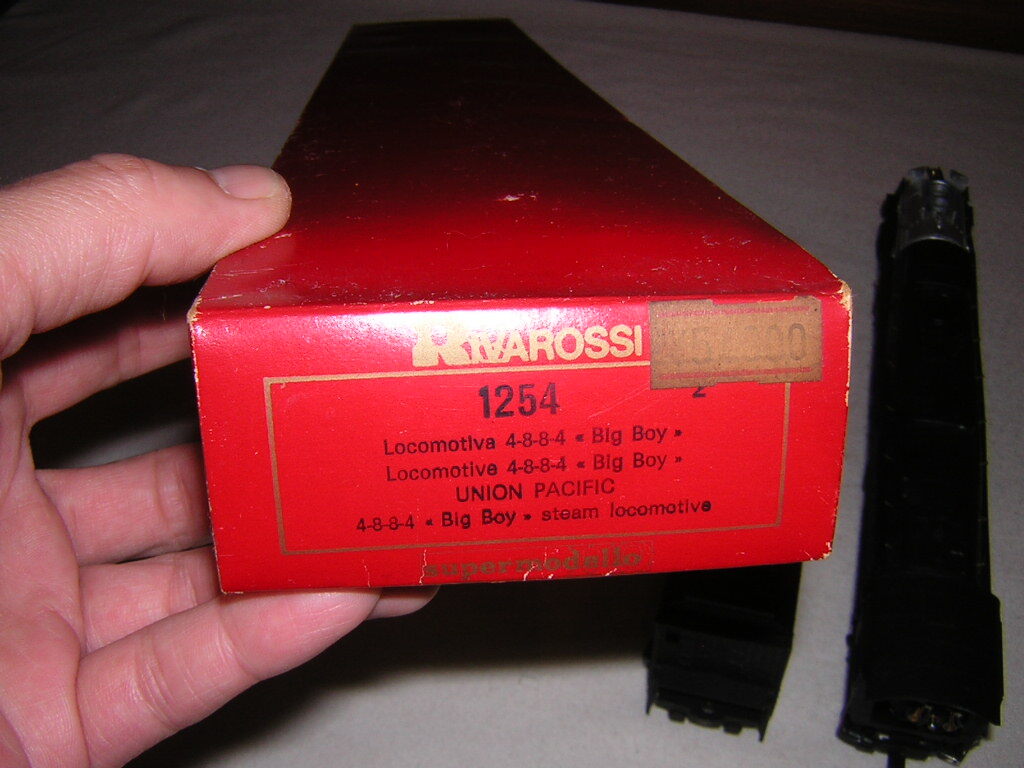 RIVAROSSI
1254
2
Locomotiva 4-8-8-4 « Big Boy »
Locomotive 4-8-8-4 « Big Boy »
UNION PACIFIC
4-8-8-4 « Big Boy » steam locomotive
supermodello